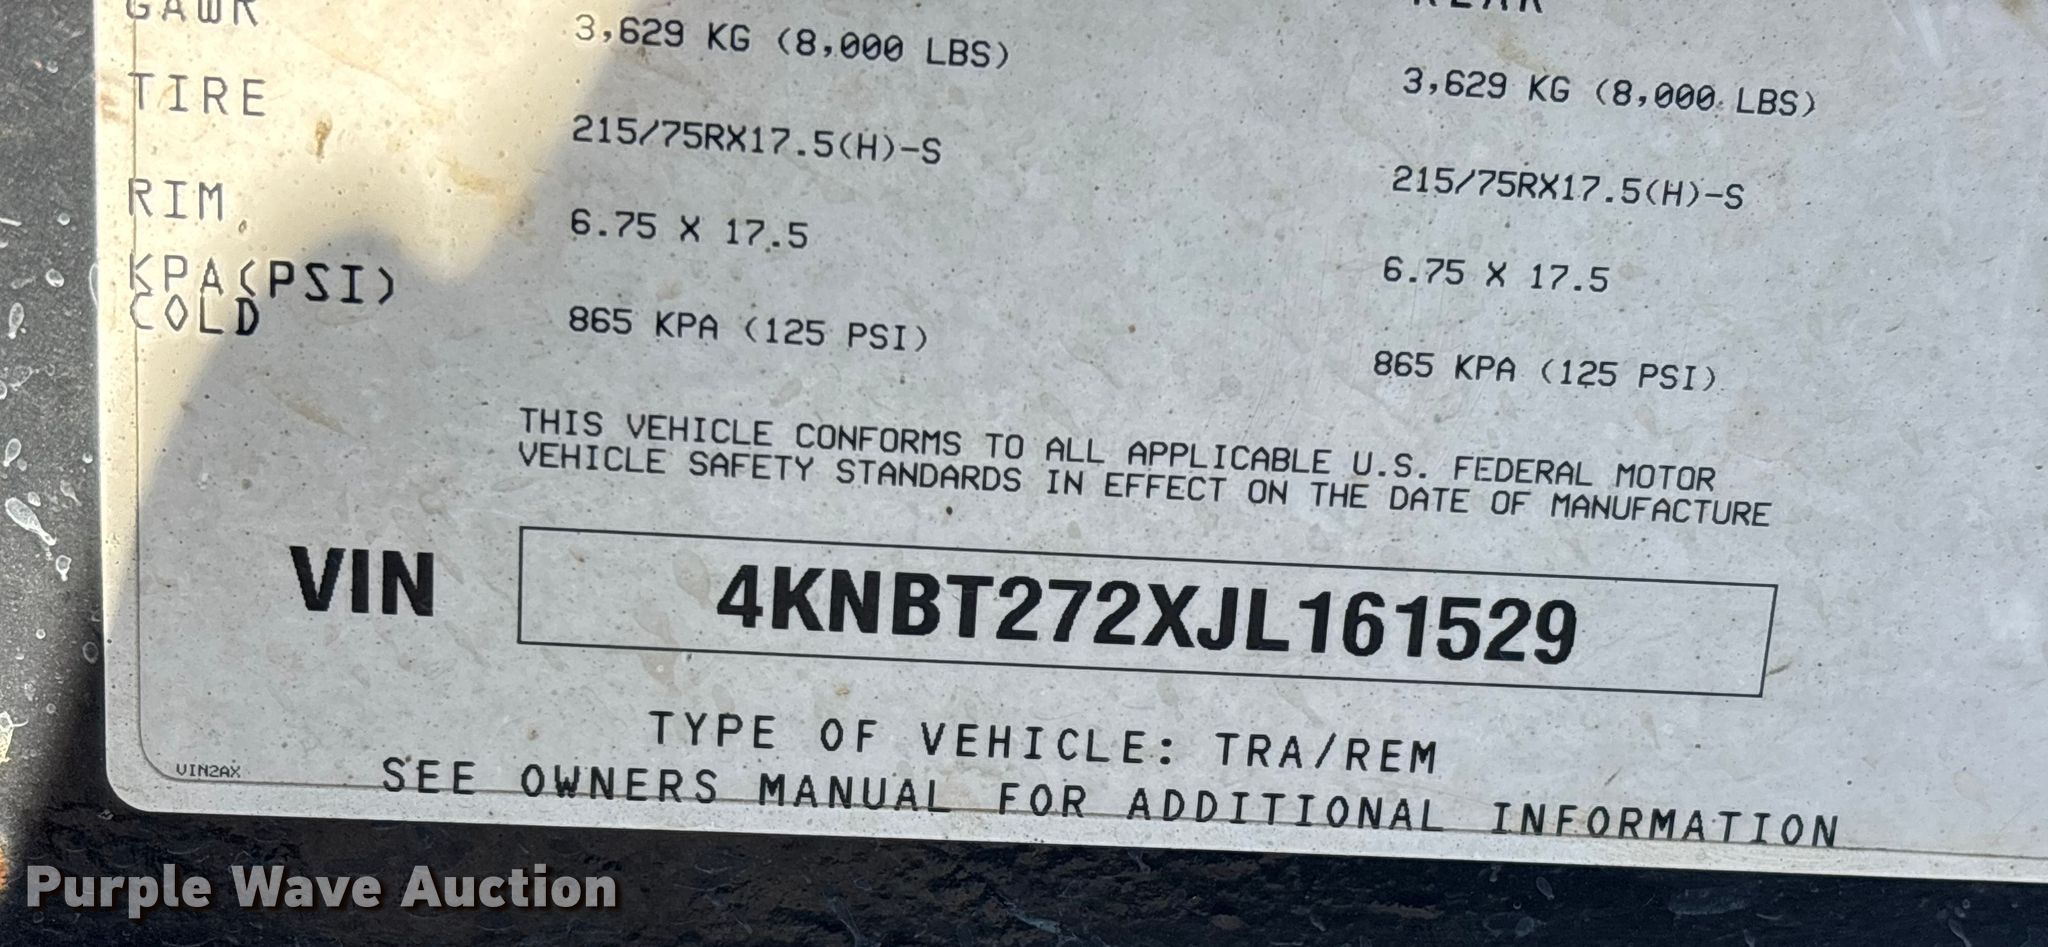 GAWR 3,629 KG (8,000 LBS) 3,629 KG (8,000 LBS)
TIRE 215/75RX17.5(H)-S 215/75RX17.5(H)-S
RIM 6.75 X 17.5 6.75 X 17.5
KPA(PSI)
COLD 865 KPA (125 PSI) 865 KPA (125 PSI)
THIS VEHICLE CONFORMS TO ALL APPLICABLE U.S. FEDERAL MOTOR
VEHICLE SAFETY STANDARDS IN EFFECT ON THE DATE OF MANUFACTURE
VIN 4KNBT272XJL161529
TYPE OF VEHICLE: TRA/REM
VIN2AX
SEE OWNERS MANUAL FOR ADDITIONAL INFORMATION
Purple Wave Auction